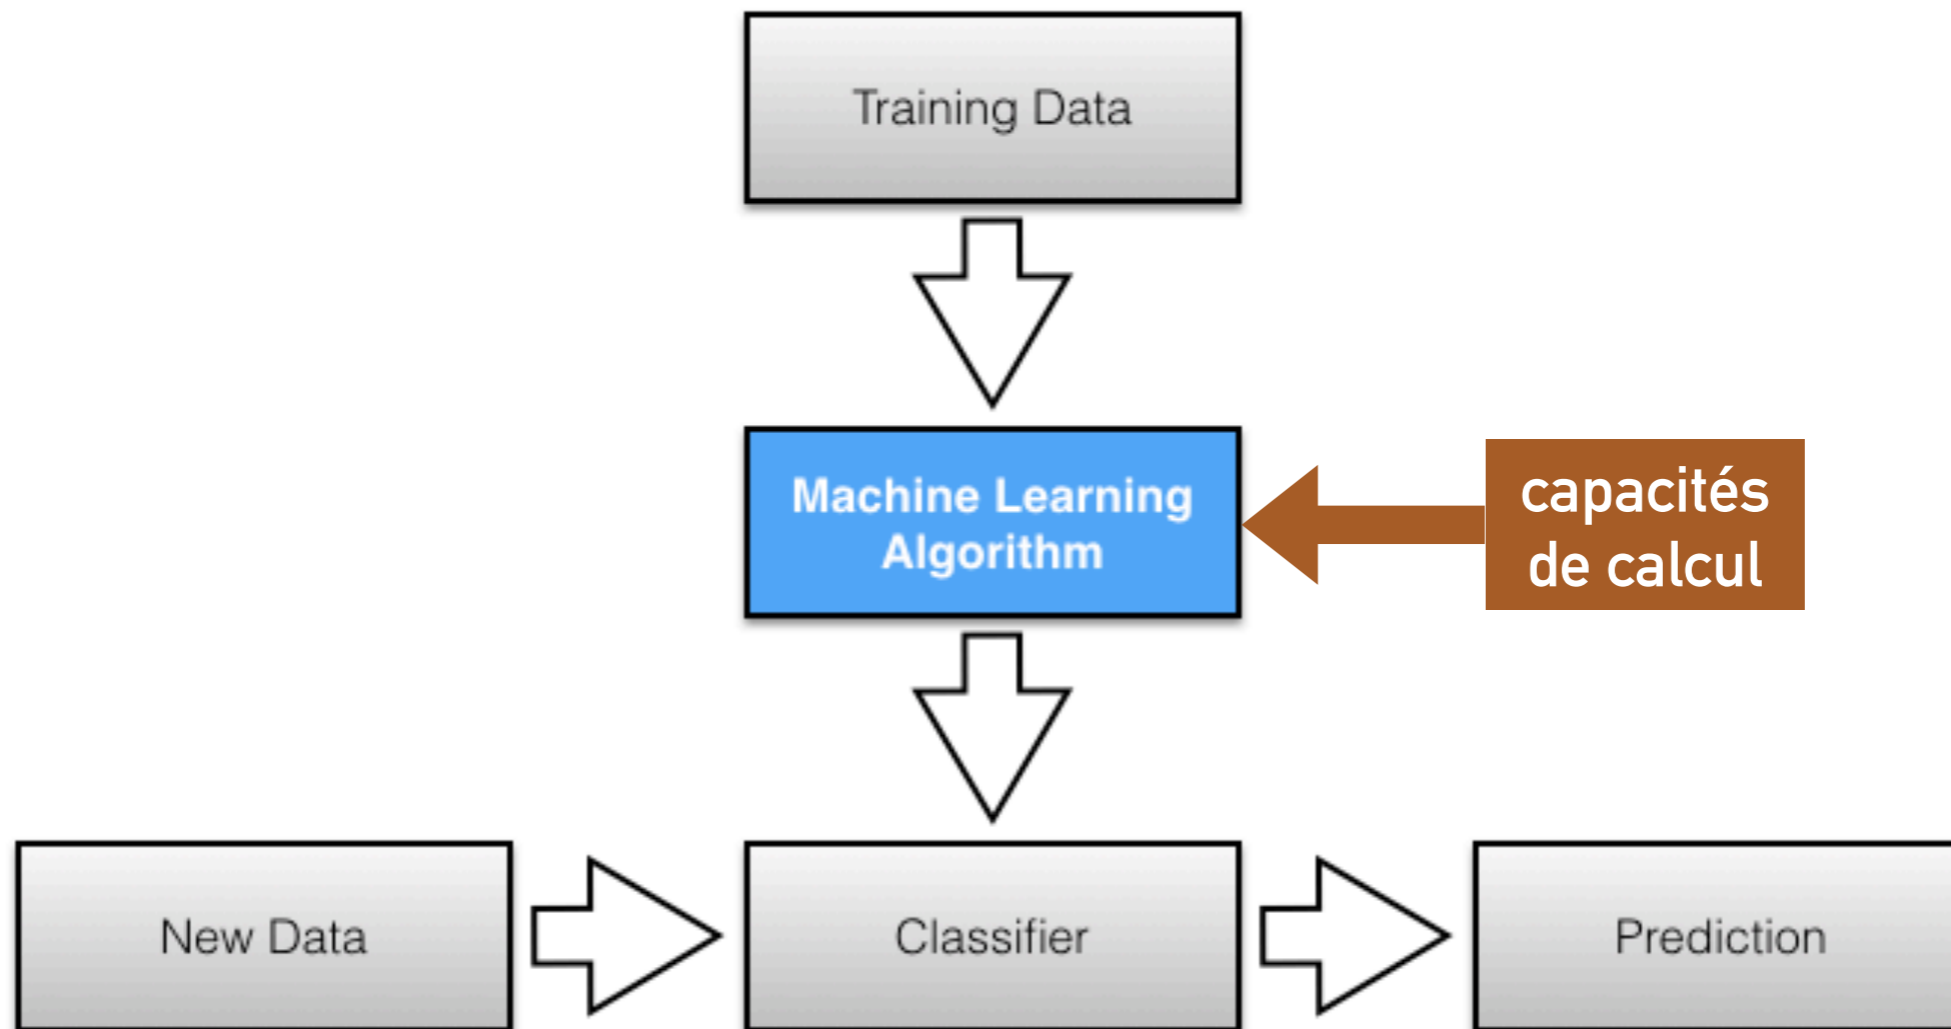 Training Data
Machine Learning
Algorithm
capacités
de calcul
New Data
Classifier
Prediction